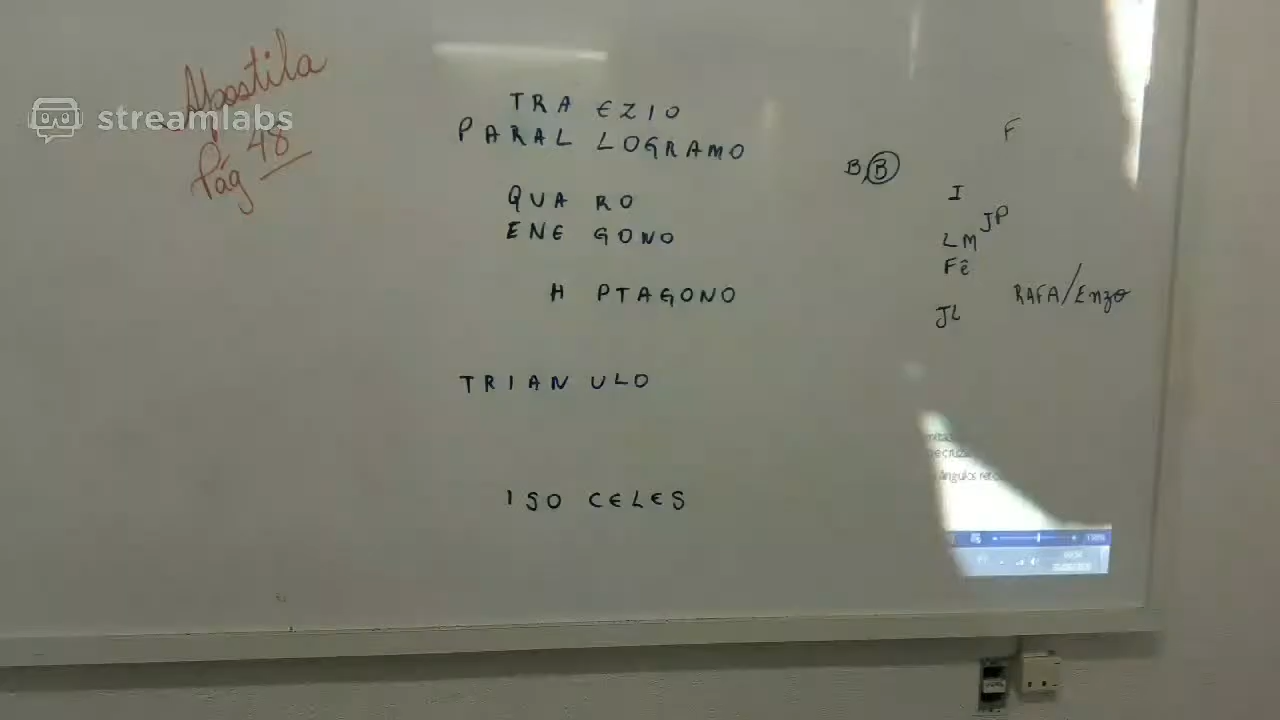 Apostila
Pág 48
streamlabs
TRA EZIO
PARAL LOGRAMO
QUA RO
ENE GONO
H PTAGONO
TRIAN ULO
ISO CELES
F
B, B
I
JP
LM
Fê
RAFA/Enzo
JL
ângulos